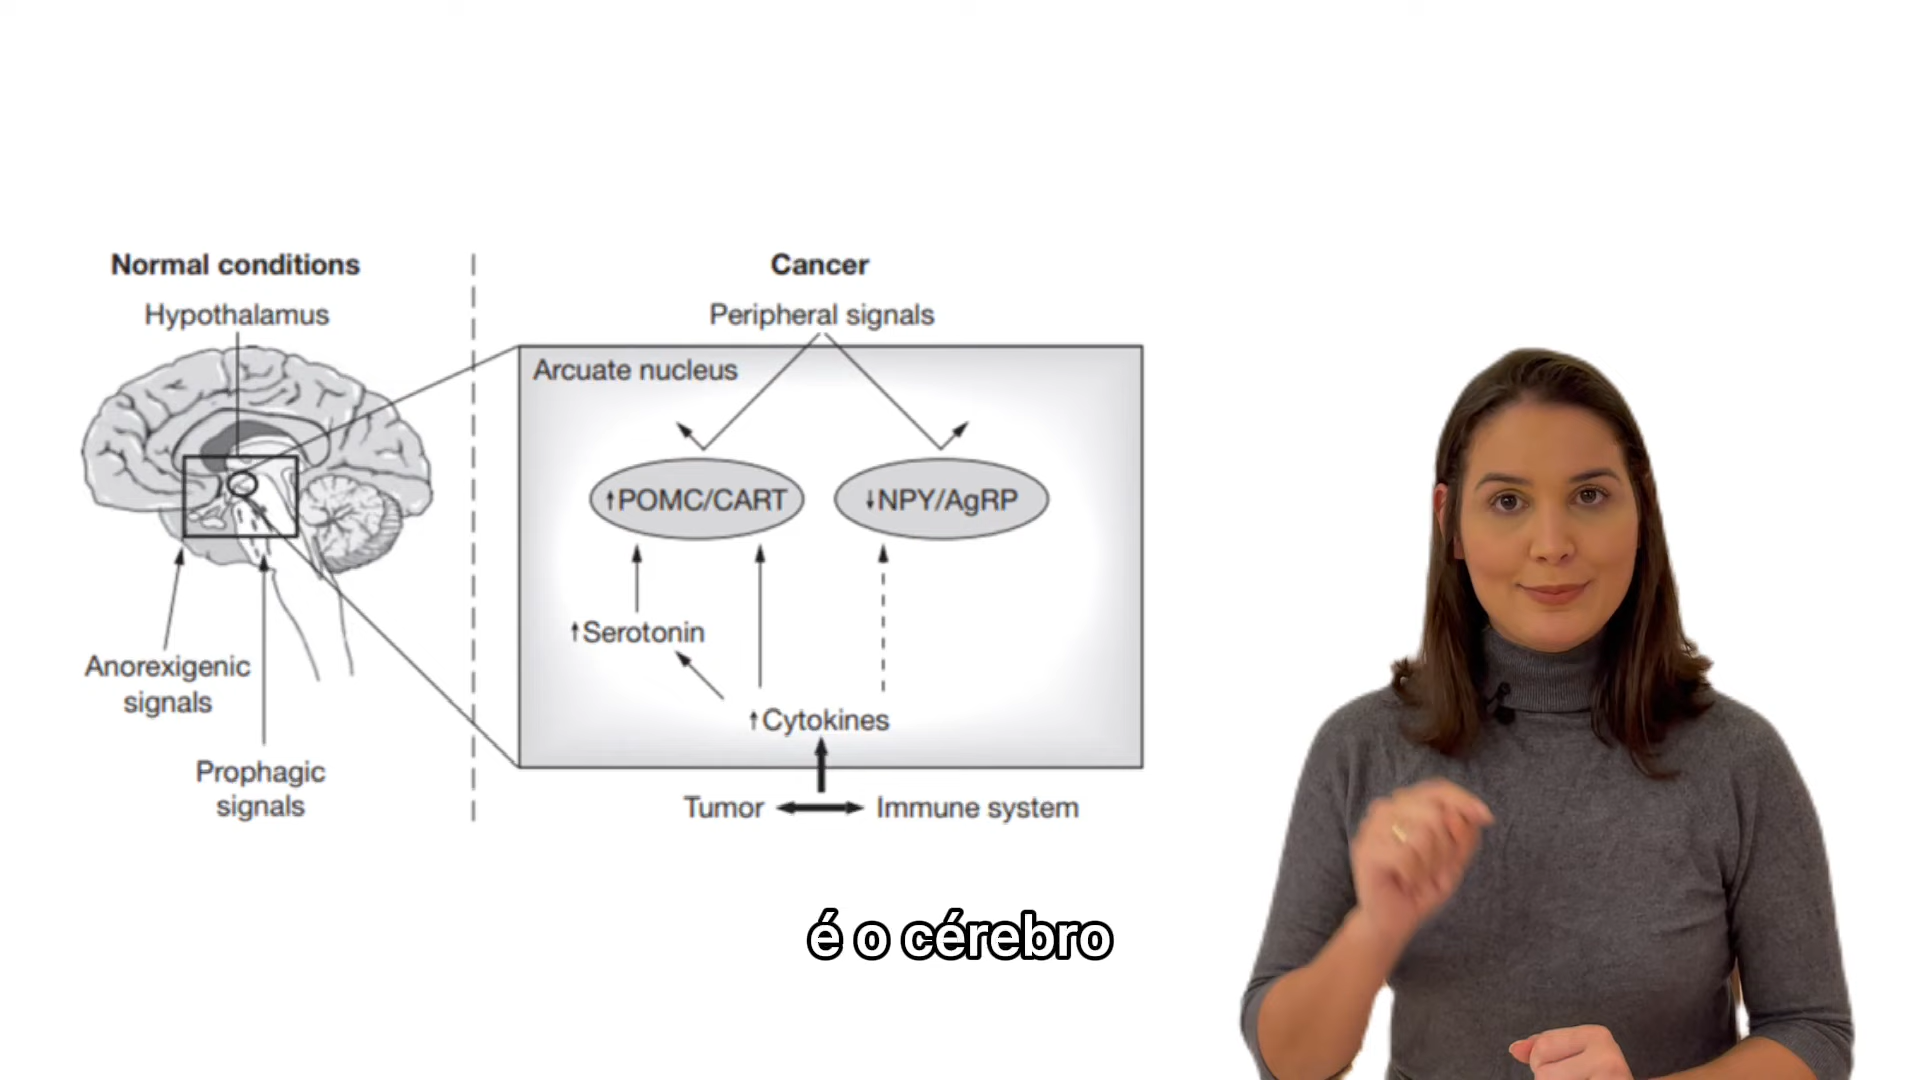 Normal conditions
Hypothalamus
Anorexigenic
signals
Prophagic
signals
Cancer
Peripheral signals
Arcuate nucleus
↑POMC/CART
↓NPY/AgRP
↑Serotonin
↑Cytokines
Tumor
Immune system
é o cérebro